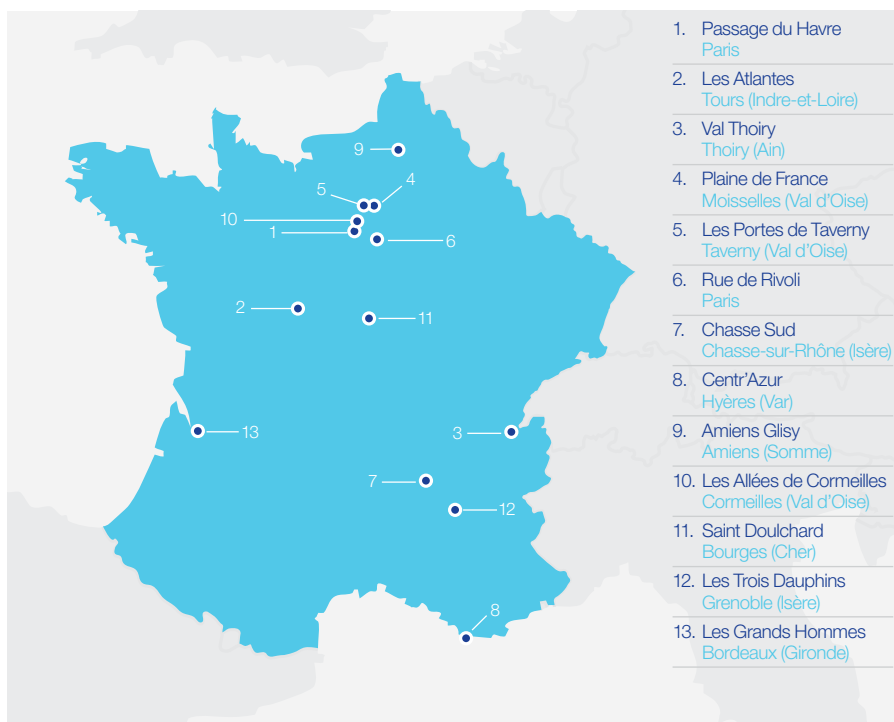 9
5
4
10
1
6
2
11
13
3
7
12
8
1. Passage du Havre
Paris
2. Les Atlantes
Tours (Indre-et-Loire)
3. Val Thoiry
Thoiry (Ain)
4. Plaine de France
Moisselles (Val d’Oise)
5. Les Portes de Taverny
Taverny (Val d’Oise)
6. Rue de Rivoli
Paris
7. Chasse Sud
Chasse-sur-Rhône (Isère)
8. Centr’Azur
Hyères (Var)
9. Amiens Glisy
Amiens (Somme)
10. Les Allées de Cormeilles
Cormeilles (Val d’Oise)
11. Saint Doulchard
Bourges (Cher)
12. Les Trois Dauphins
Grenoble (Isère)
13. Les Grands Hommes
Bordeaux (Gironde)